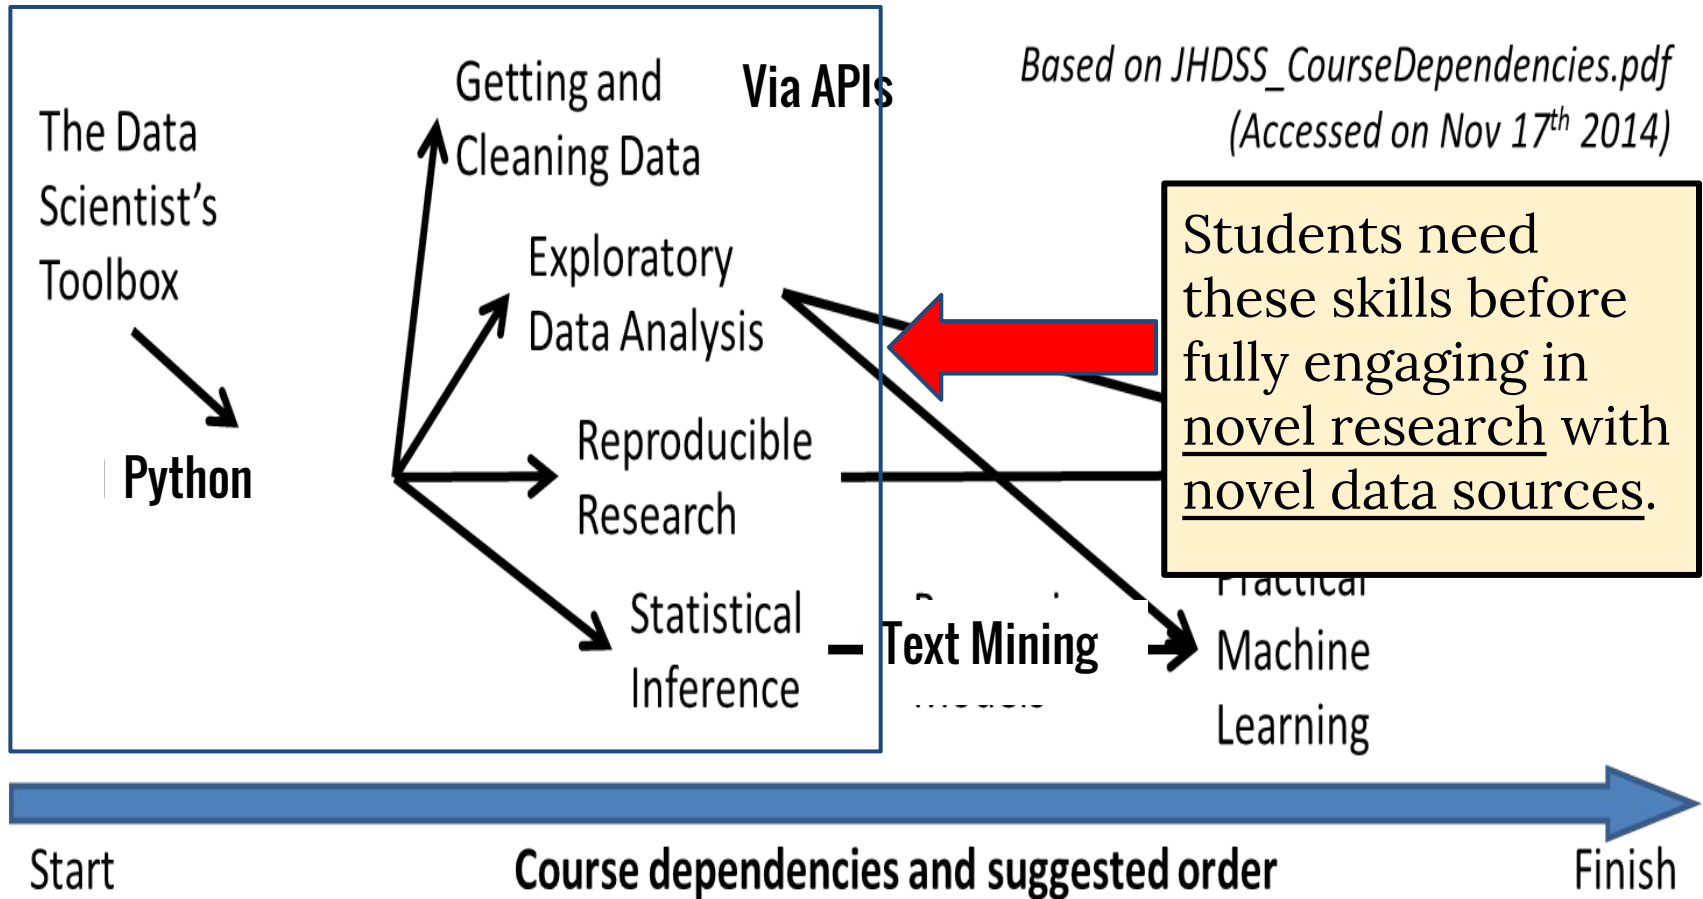 The Data
Scientist's
Toolbox
Python
Getting and
Cleaning Data
Via APIs
Exploratory
Data Analysis
Reproducible
Research
Statistical
Inference
Text Mining
Based on JHDSS_CourseDependencies.pdf
(Accessed on Nov 17th 2014)
Students need
these skills before
fully engaging in
novel research with
novel data sources.
Practical
Machine
Learning
Start
Course dependencies and suggested order
Finish